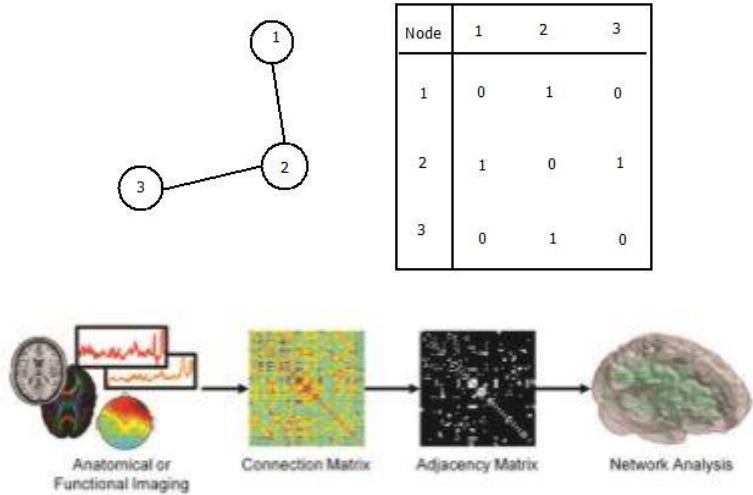 1
2
3
Node 1 2 3
1 0 1 0
2 1 0 1
3 0 1 0
Anatomical or
Functional Imaging
Connection Matrix
Adjacency Matrix
Network Analysis